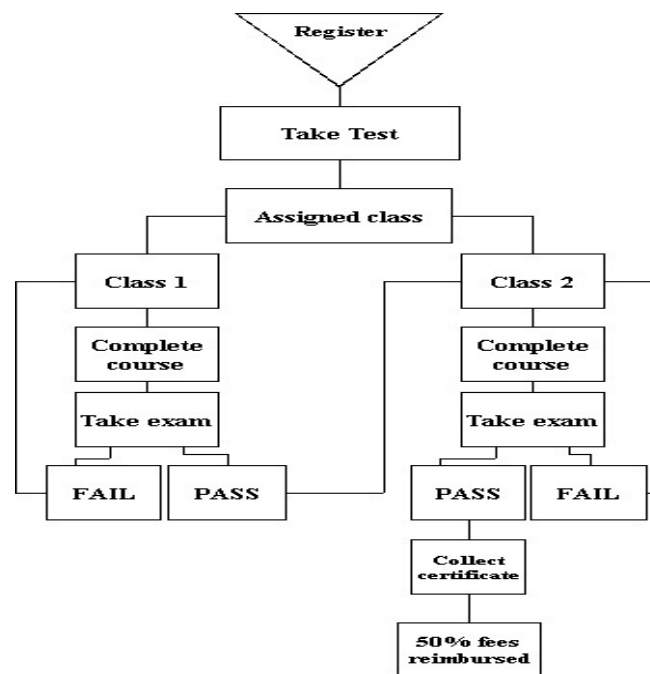 Register
Take Test
Assigned class
Class 1
Class 2
Complete
course
Complete
course
Take exam
Take exam
FAIL
PASS
PASS
FAIL
Collect
certificate
50% fees
reimbursed